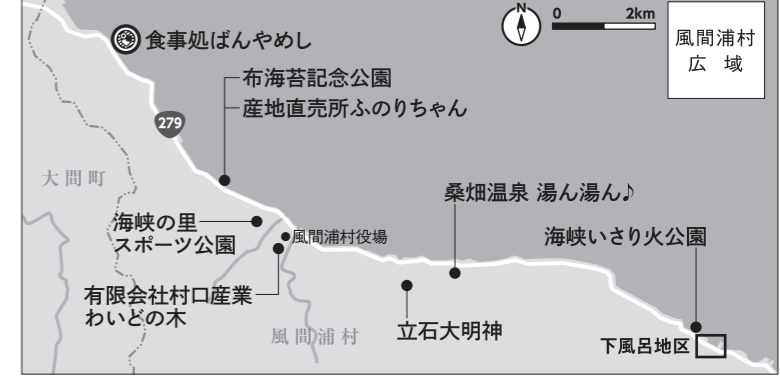 N
0 2km
風間浦村
広域
食事処ばんやめし
布海苔記念公園
産地直売所ふのりちゃん
279
大間町
桑畑温泉 湯ん湯ん♪
海峡の里
スポーツ公園
風間浦村役場
海峡いさり火公園
有限会社村口産業
わいどの木
風間浦村
立石大明神
下風呂地区